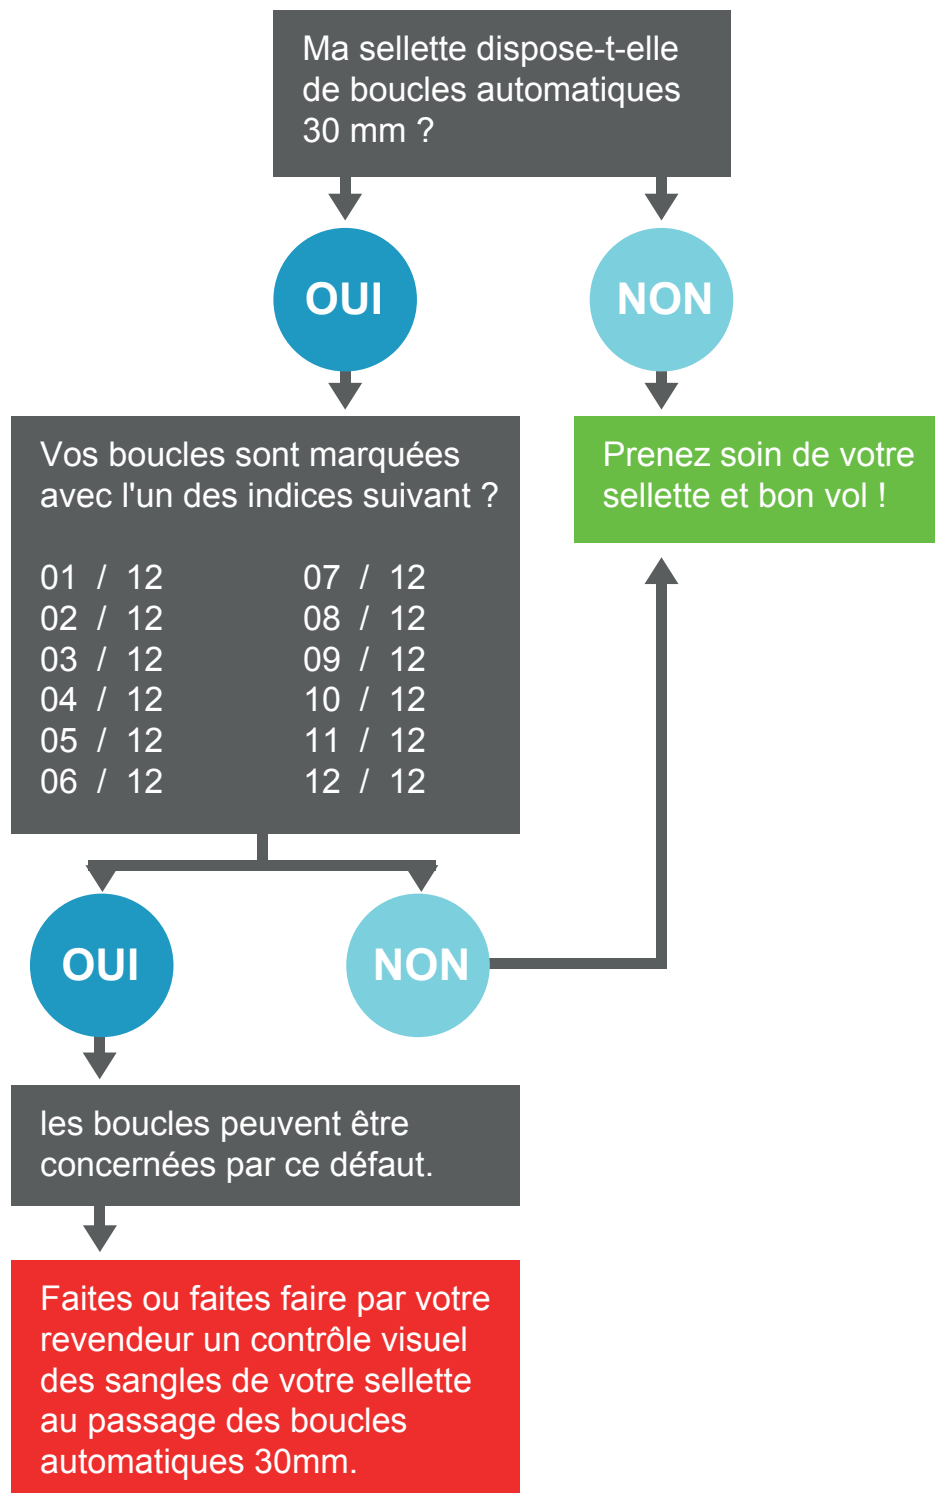 Ma sellette dispose-t-elle
de boucles automatiques
30 mm ?
OUI
NON
Vos boucles sont marquées
avec l'un des indices suivant ?
01 / 12 07 / 12
02 / 12 08 / 12
03 / 12 09 / 12
04 / 12 10 / 12
05 / 12 11 / 12
06 / 12 12 / 12
Prenez soin de votre
sellette et bon vol !
OUI
NON
les boucles peuvent être
concernées par ce défaut.
Faites ou faites faire par votre
revendeur un contrôle visuel
des sangles de votre sellette
au passage des boucles
automatiques 30mm.